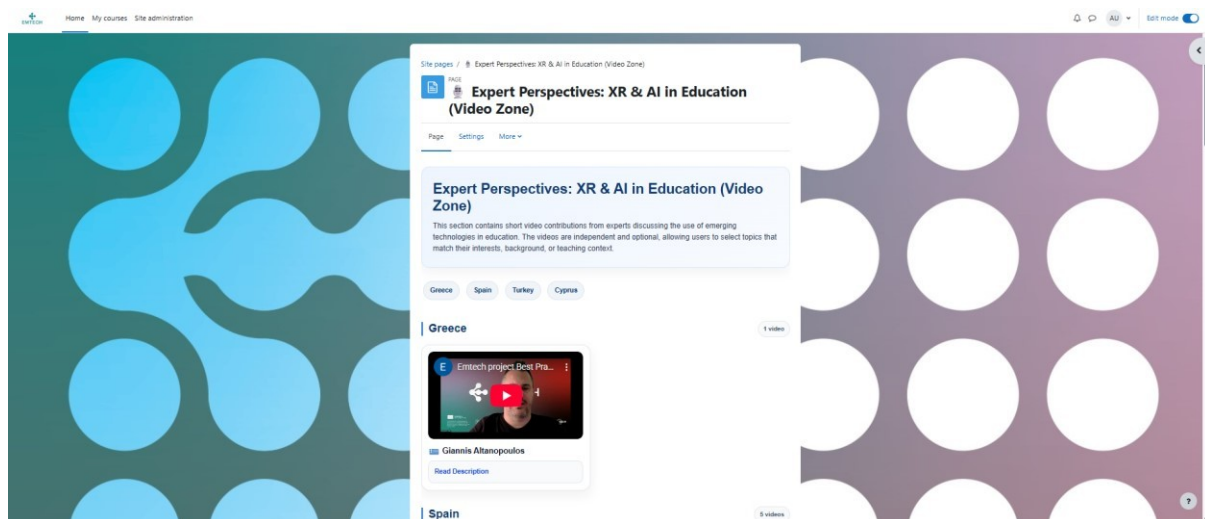 EMTECH
Home My courses Site administration
AU
Edit mode
Site pages / Expert Perspectives: XR & AI in Education (Video Zone)
PAGE
Expert Perspectives: XR & AI in Education
(Video Zone)
Page Settings More
Expert Perspectives: XR & AI in Education (Video
Zone)
This section contains short video contributions from experts discussing the use of emerging
technologies in education. The videos are independent and optional, allowing users to select topics that
match their interests, background, or teaching context.
Greece Spain Turkey Cyprus
Greece
1 video
E Emtech project Best Pra...
Giannis Altanopoulos
Read Description
Spain
5 videos
?